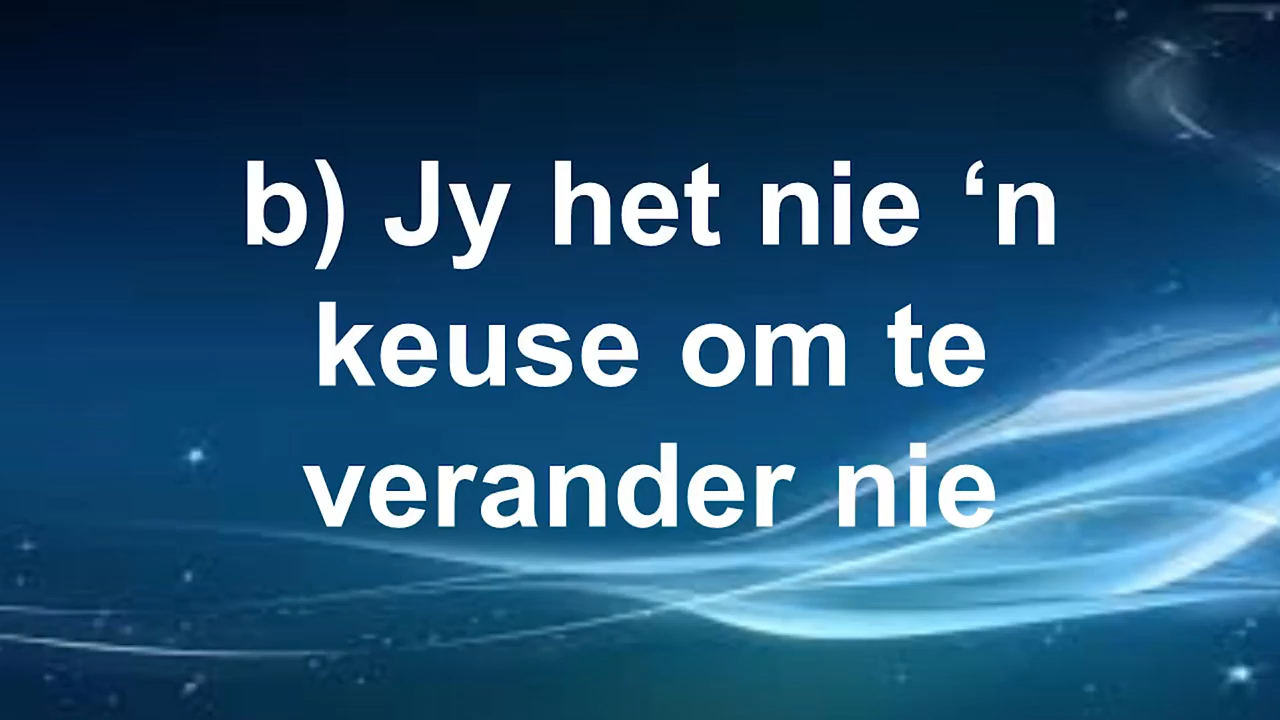 b) Jy het nie ‘n
keuse om te
verander nie